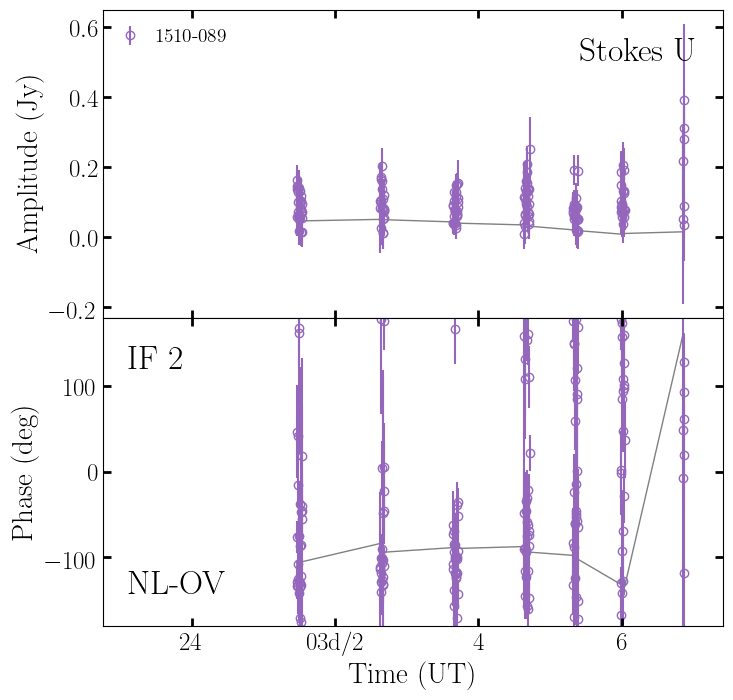 1510-089
Stokes U
0.6
0.4
0.2
0.0
−0.2
Amplitude (Jy)
IF 2
100
0
−100
Phase (deg)
NL-OV
24 03d/2 4 6
Time (UT)